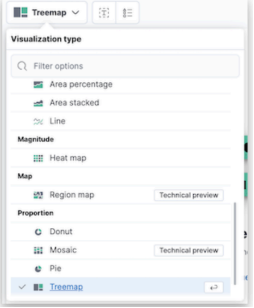 Treemap
Visualization type
Filter options
Area percentage
Area stacked
Line
Magnitude
Heat map
Map
Region map Technical preview
Proportion
Donut
Mosaic Technical preview
Pie
Treemap